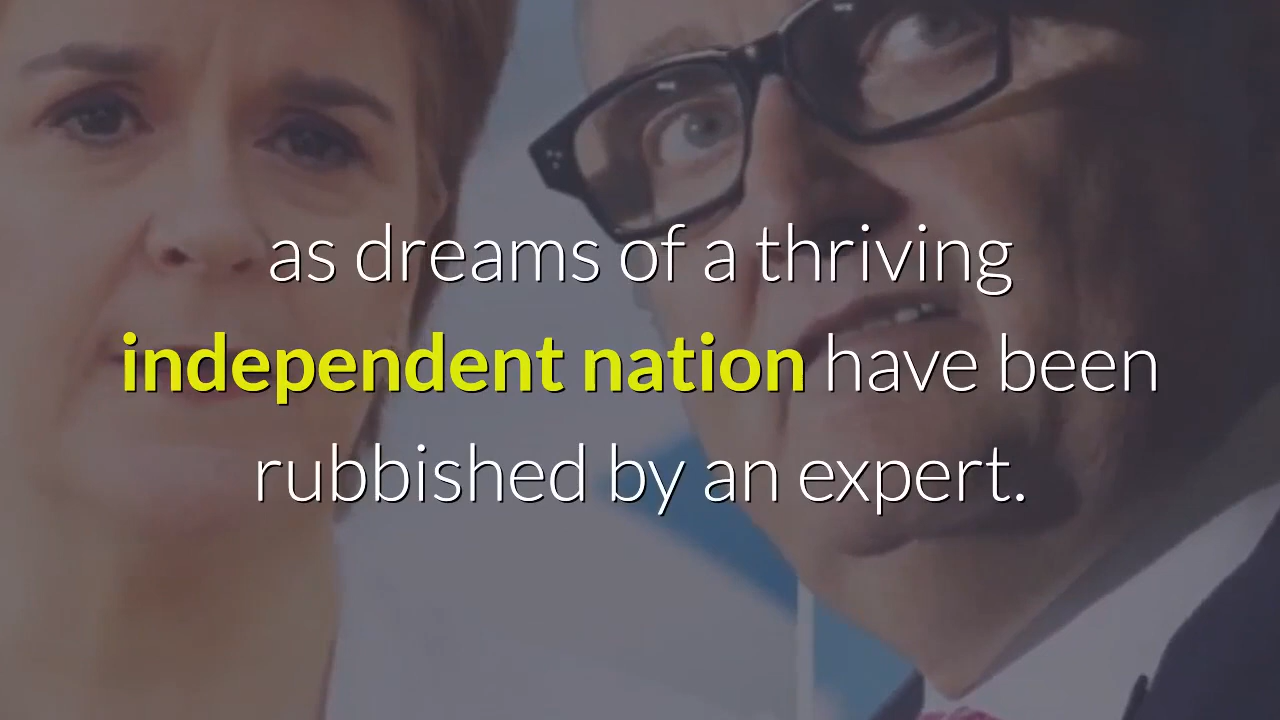 as dreams of a thriving
independent nation have been
rubbished by an expert.